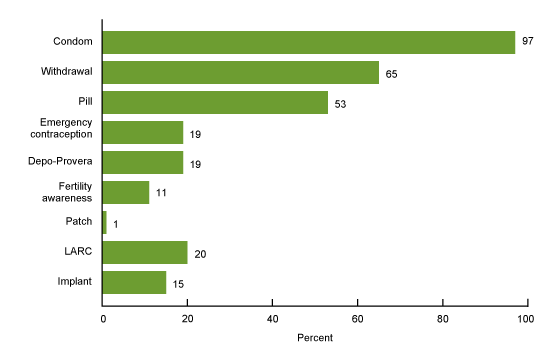 Condom
97
Withdrawal
65
Pill
53
Emergency
contraception
19
Depo-Provera
19
Fertility
awareness
11
Patch
1
LARC
20
Implant
15
0 20 40 60 80 100
Percent